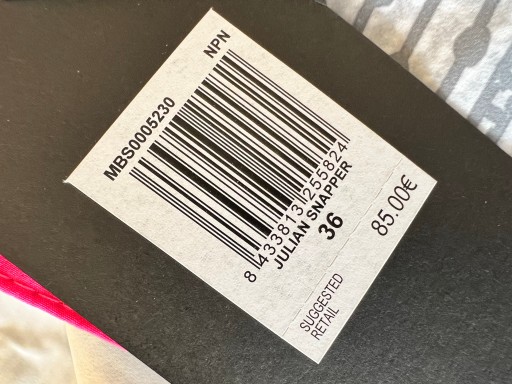 MBS0005230 NPN
8 433813 255824
JULIAN SNAPPER
36
SUGGESTED
RETAIL
85.00€